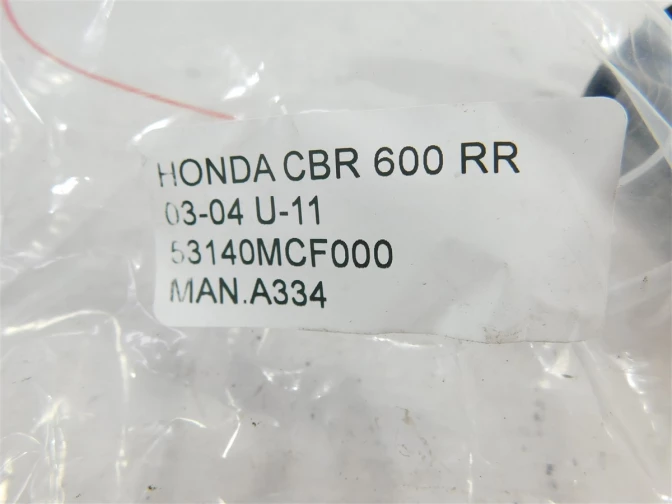 HONDA CBR 600 RR
03-04 U-11
53140MCF000
MAN.A334